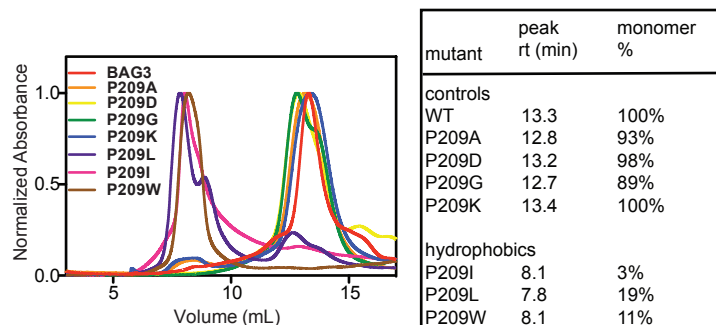 BAG3
P209A
P209D
P209G
P209K
P209L
P209I
P209W
Normalized Absorbance
1.0
0.5
0.0
5 10 15
Volume (mL)
peak monomer
mutant rt (min) %
controls
WT 13.3 100%
P209A 12.8 93%
P209D 13.2 98%
P209G 12.7 89%
P209K 13.4 100%
hydrophobics
P209I 8.1 3%
P209L 7.8 19%
P209W 8.1 11%